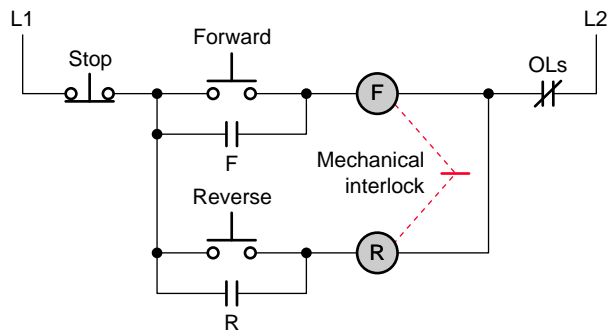 L1
L2
Forward
Stop
OLs
F
F
Mechanical
interlock
Reverse
R
R